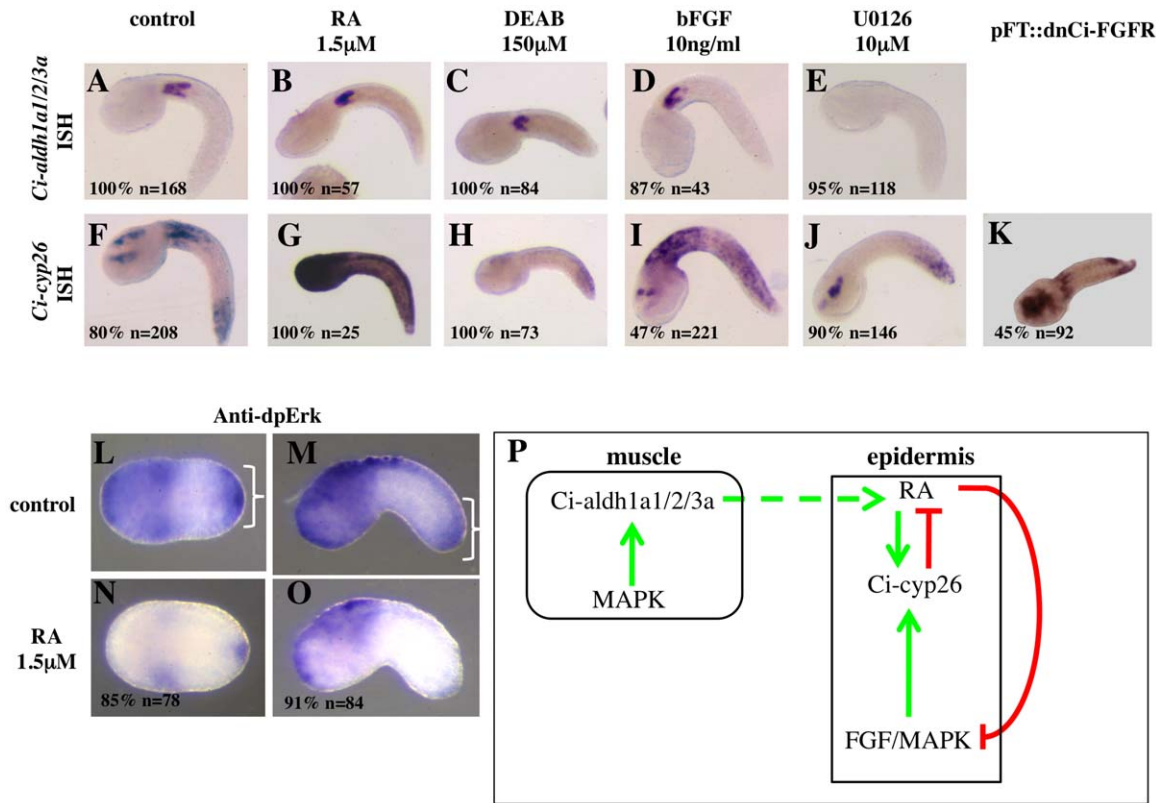 control
RA
1.5μM
DEAB
150μM
bFGF
10ng/ml
U0126
10μM
pFT::dnCi-FGFR
Ci-aldh1a1/2/3a
ISH
A
100% n=168
B
100% n=57
C
100% n=84
D
87% n=43
E
95% n=118
Ci-cyp26
ISH
F
80% n=208
G
100% n=25
H
100% n=73
I
47% n=221
J
90% n=146
K
45% n=92
Anti-dpErk
control
L
M
RA
1.5μM
N
85% n=78
O
91% n=84
P
muscle
epidermis
Ci-aldh1a1/2/3a
RA
MAPK
Ci-cyp26
FGF/MAPK